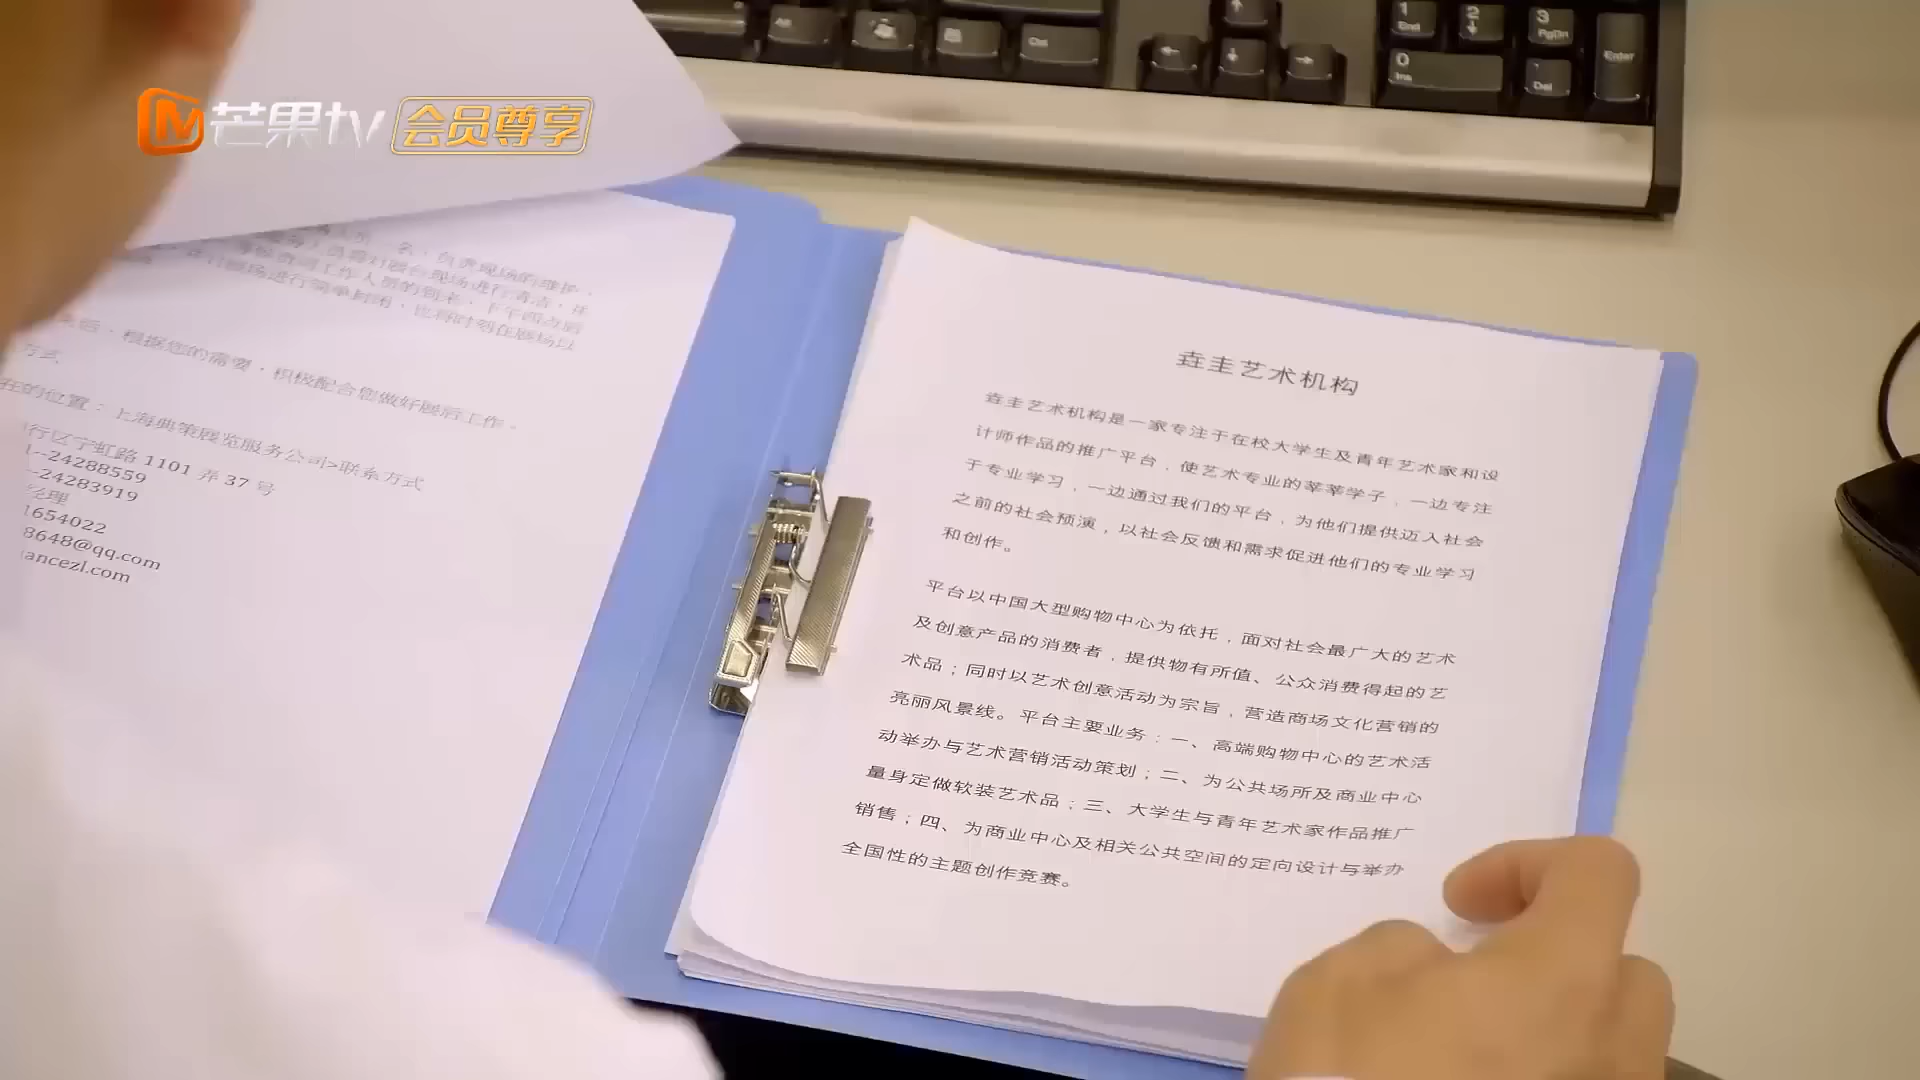 芒果tv 会员尊享
1 End
2
3 PgDn
Enter
0 Ins
Del
Alt
Ctrl
根据您的需要，积极配合您做好展后工作。
方式
在的位置：上海典策展览服务公司>联系方式
行区宁虹路 1101 弄 37 号
--24288559
--24283919
经理
1654022
8648@qq.com
ancezl.com
垚圭艺术机构
垚圭艺术机构是一家专注于在校大学生及青年艺术家和设
计师作品的推广平台，使艺术专业的莘莘学子，一边专注
于专业学习，一边通过我们的平台，为他们提供迈入社会
之前的社会预演，以社会反馈和需求促进他们的专业学习
和创作。
平台以中国大型购物中心为依托，面对社会最广大的艺术
及创意产品的消费者，提供物有所值、公众消费得起的艺
术品；同时以艺术创意活动为宗旨，营造商场文化营销的
亮丽风景线。平台主要业务：一、高端购物中心的艺术活
动举办与艺术营销活动策划；二、为公共场所及商业中心
量身定做软装艺术品；三、大学生与青年艺术家作品推广
销售；四、为商业中心及相关公共空间的定向设计与举办
全国性的主题创作竞赛。